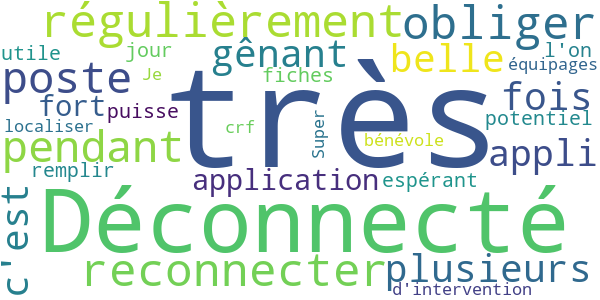 régulièrement
obliger
utile
jour
gênant
belle
l'on
Je
équipages
poste
très
fiches
fort
puisse
fois
localiser
crf
Super
bénévole
potentiel
pendant
appli
remplir
application
espérant
c'est
Déconnecté
reconnecter
plusieurs
d'intervention